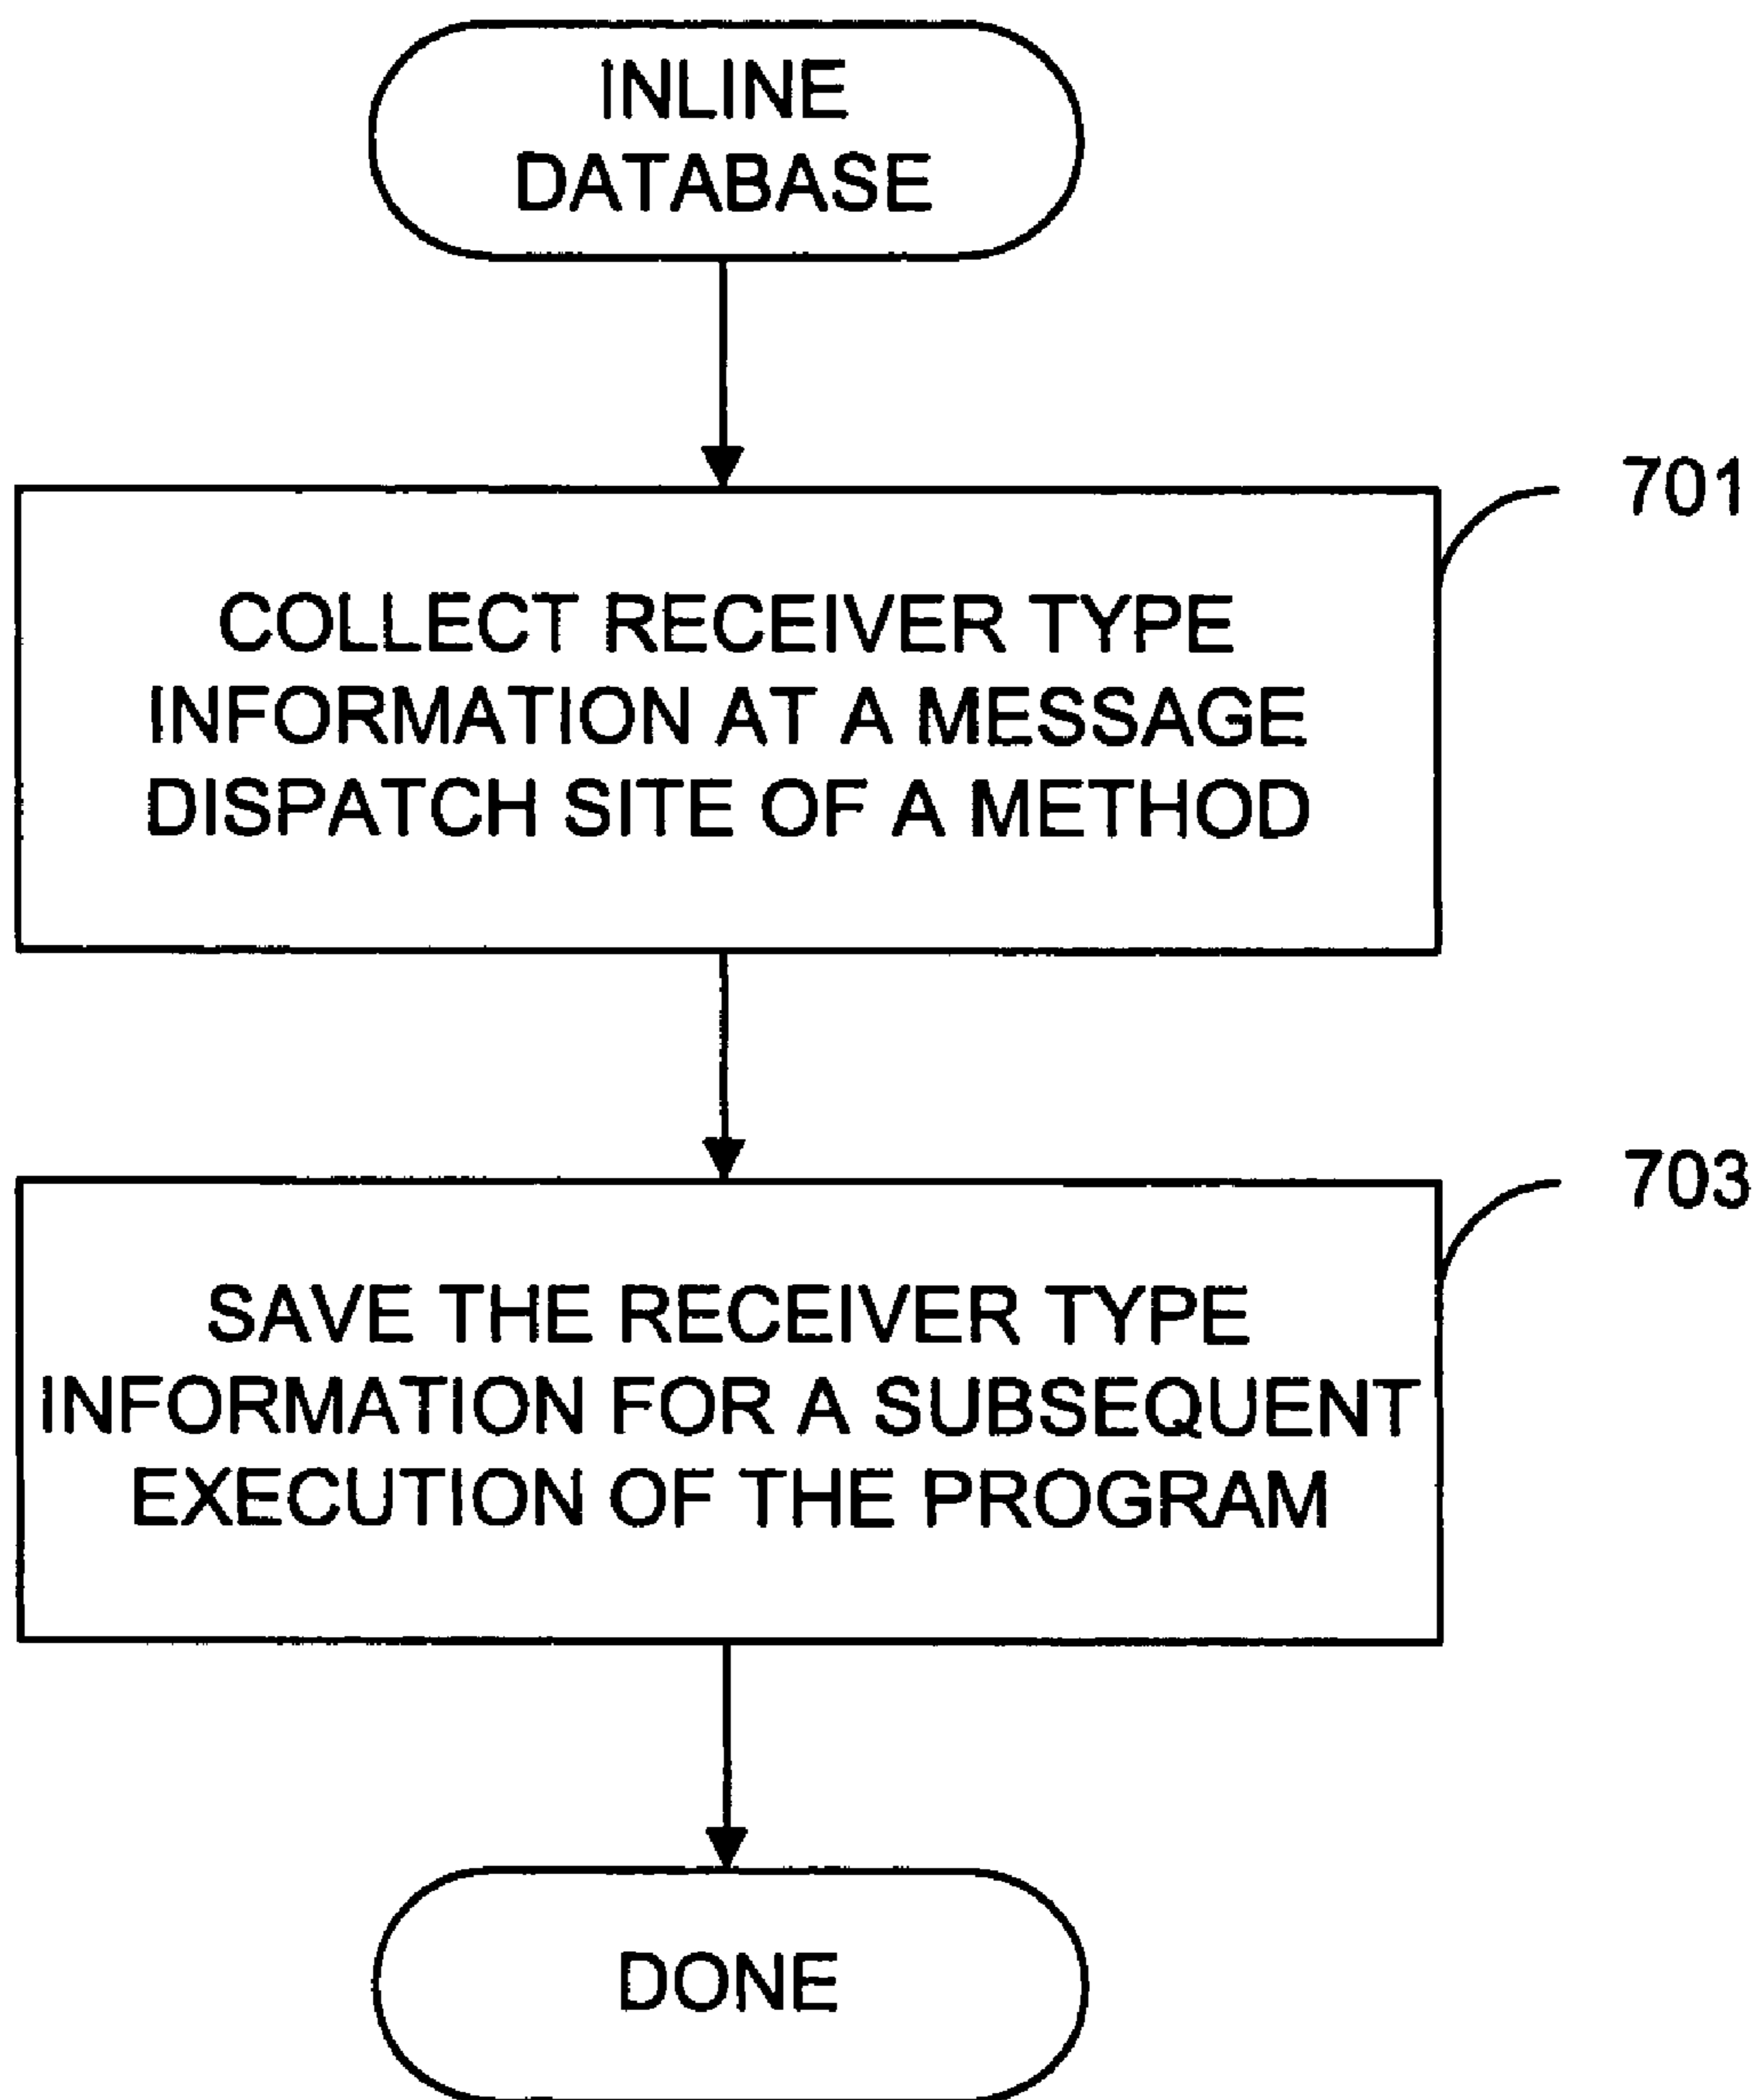 INLINE
DATABASE
701
COLLECT RECEIVER TYPE
INFORMATION AT A MESSAGE
DISPATCH SITE OF A METHOD
703
SAVE THE RECEIVER TYPE
INFORMATION FOR A SUBSEQUENT
EXECUTION OF THE PROGRAM
DONE